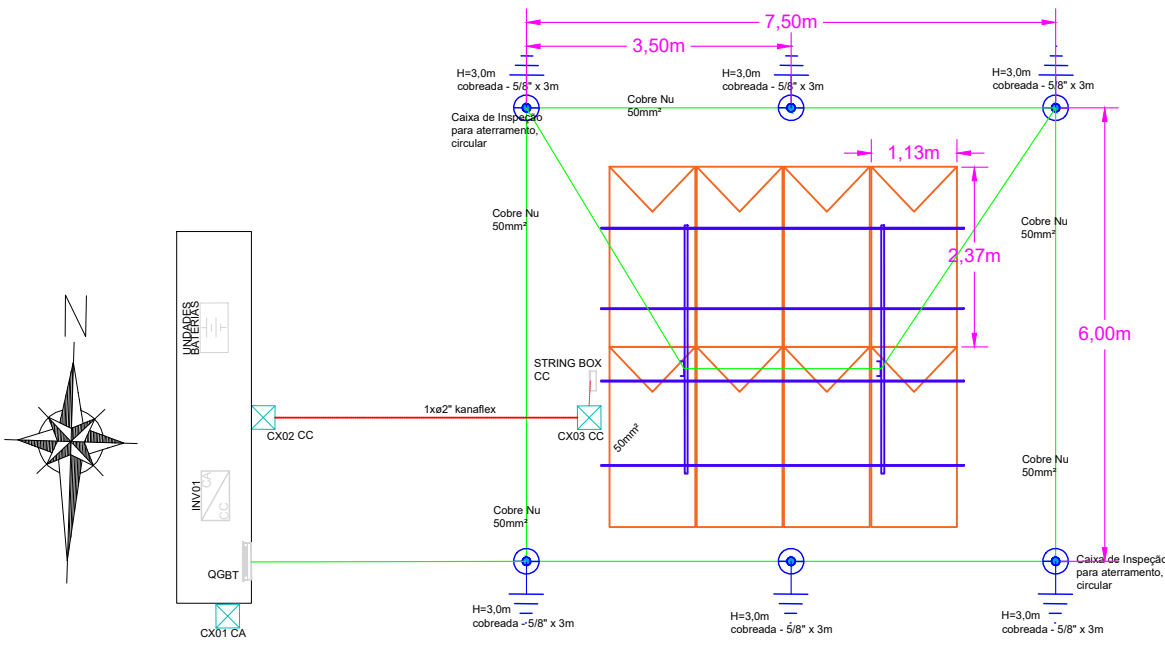 7,50m
3,50m
H=3,0m
cobreada - 5/8" x 3m
H=3,0m
cobreada - 5/8" x 3m
H=3,0m
cobreada - 5/8" x 3m
Caixa de Inspeção
para aterramento,
circular
Cobre Nu
50mm²
1,13m
Cobre Nu
50mm²
Cobre Nu
50mm²
2,37m
N
UNDADES
BATERIAS
6,00m
STRING BOX
CC
1xø2" kanaflex
CX02 CC
CX03 CC
50mm²
Cobre Nu
50mm²
INV01
CA
CC
Cobre Nu
50mm²
QGBT
Caixa de Inspeção
para aterramento,
circular
CX01 CA
H=3,0m
cobreada - 5/8" x 3m
H=3,0m
cobreada - 5/8" x 3m
H=3,0m
cobreada - 5/8" x 3m